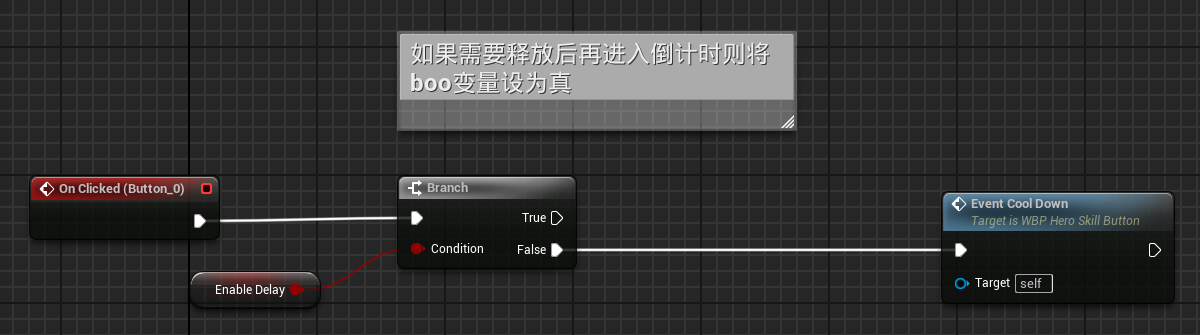 如果需要释放后再进入倒计时则将
boo变量设为真
On Clicked (Button_0)
Branch
True
Condition
False
Enable Delay
Event Cool Down
Target is WBP Hero Skill Button
Target self